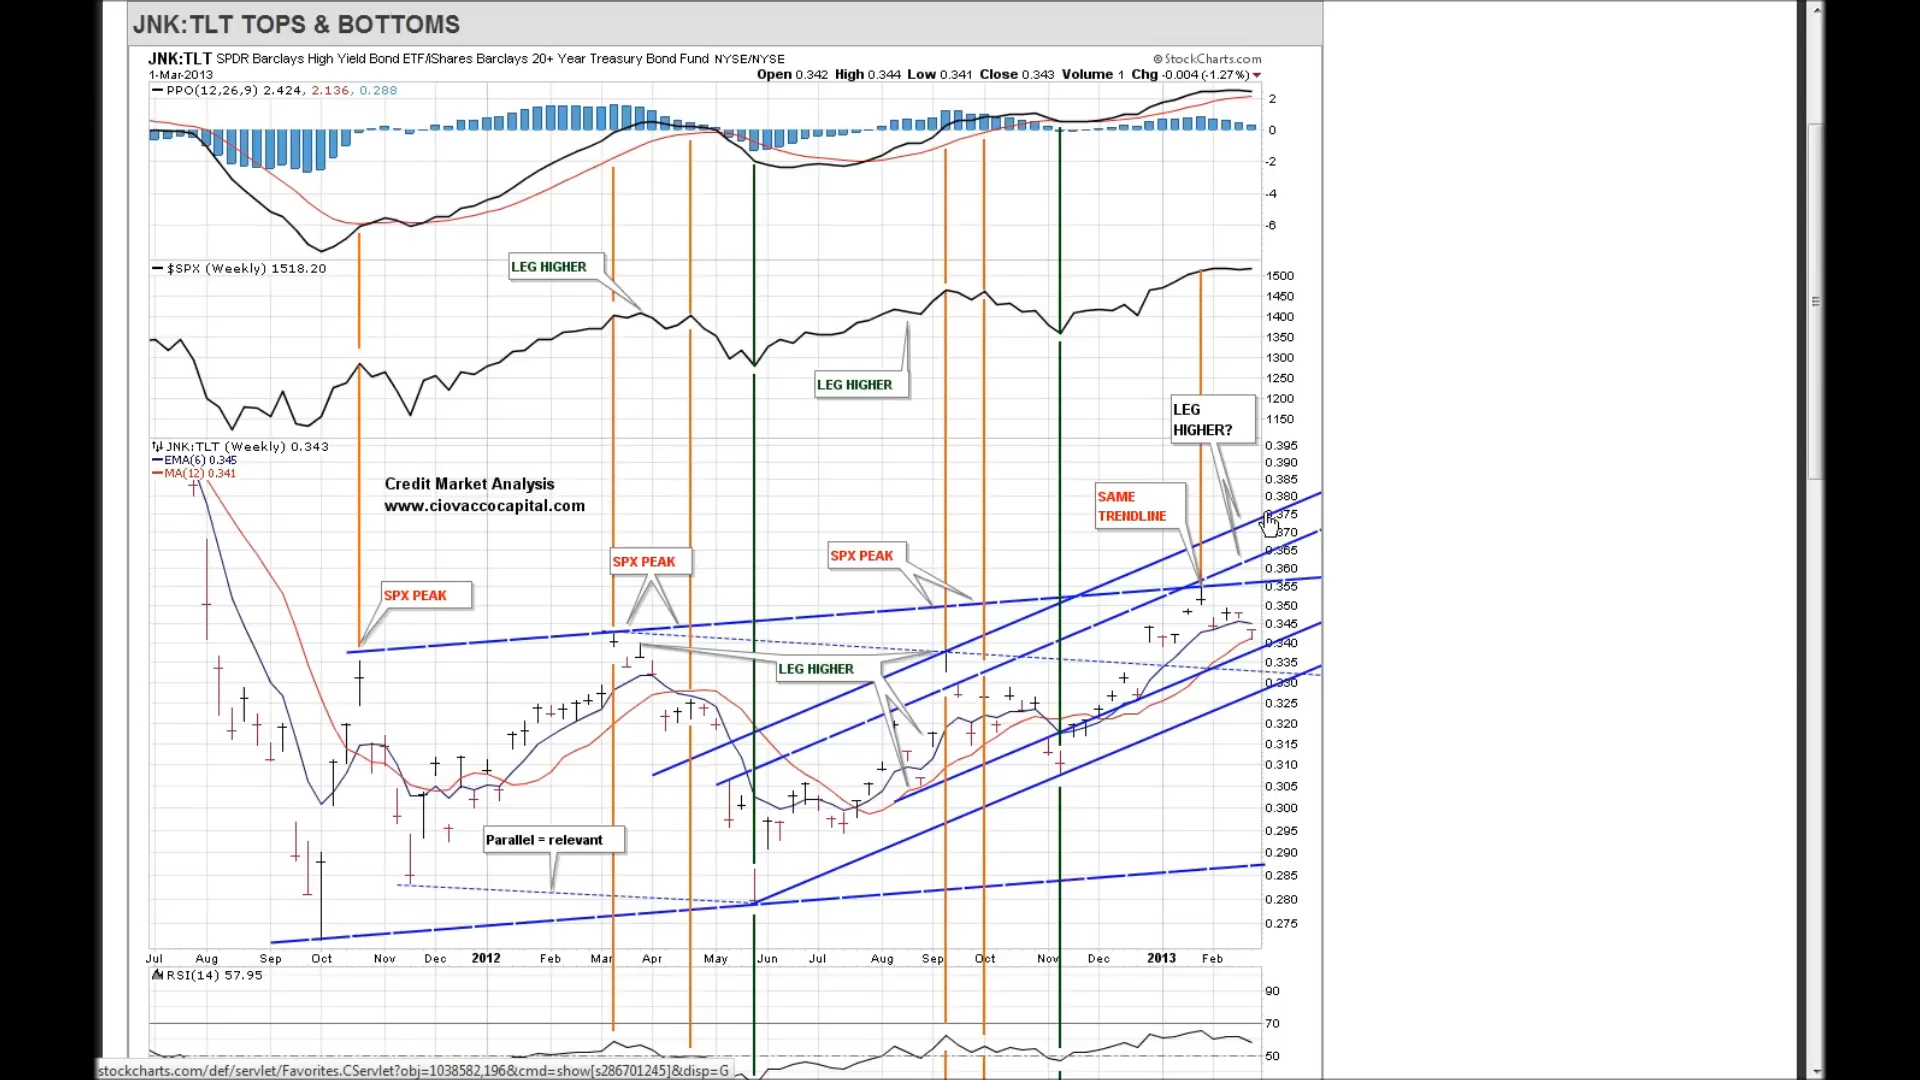 JNK:TLT TOPS & BOTTOMS
JNK:TLT SPDR Barclays High Yield Bond ETF/iShares Barclays 20+ Year Treasury Bond Fund NYSE/NYSE
© StockCharts.com
1-Mar-2013
Open 0.342 High 0.344 Low 0.341 Close 0.343 Volume 1 Chg -0.004 (-1.27%)
PPO(12,26,9) 2.424, 2.136, 0.288
2
0
-2
-4
-6
$SPX (Weekly) 1518.20
LEG HIGHER
1500
1450
1400
1350
1300
1250
1200
1150
LEG HIGHER
LEG
HIGHER?
JNK:TLT (Weekly) 0.343
EMA(6) 0.345
MA(12) 0.341
Credit Market Analysis
www.ciovaccocapital.com
SAME
TRENDLINE
SPX PEAK
SPX PEAK
SPX PEAK
LEG HIGHER
Parallel = relevant
0.395
0.390
0.385
0.380
0.375
0.370
0.365
0.360
0.355
0.350
0.345
0.340
0.335
0.330
0.325
0.320
0.315
0.310
0.305
0.300
0.295
0.290
0.285
0.280
0.275
Jul Aug Sep Oct Nov Dec 2012 Feb Mar Apr May Jun Jul Aug Sep Oct Nov Dec 2013 Feb
RSI(14) 57.95
90
70
50
stockcharts.com/def/servlet/Favorites.CServlet?obj=1038582,196&cmd=show[s286701245]&disp=G